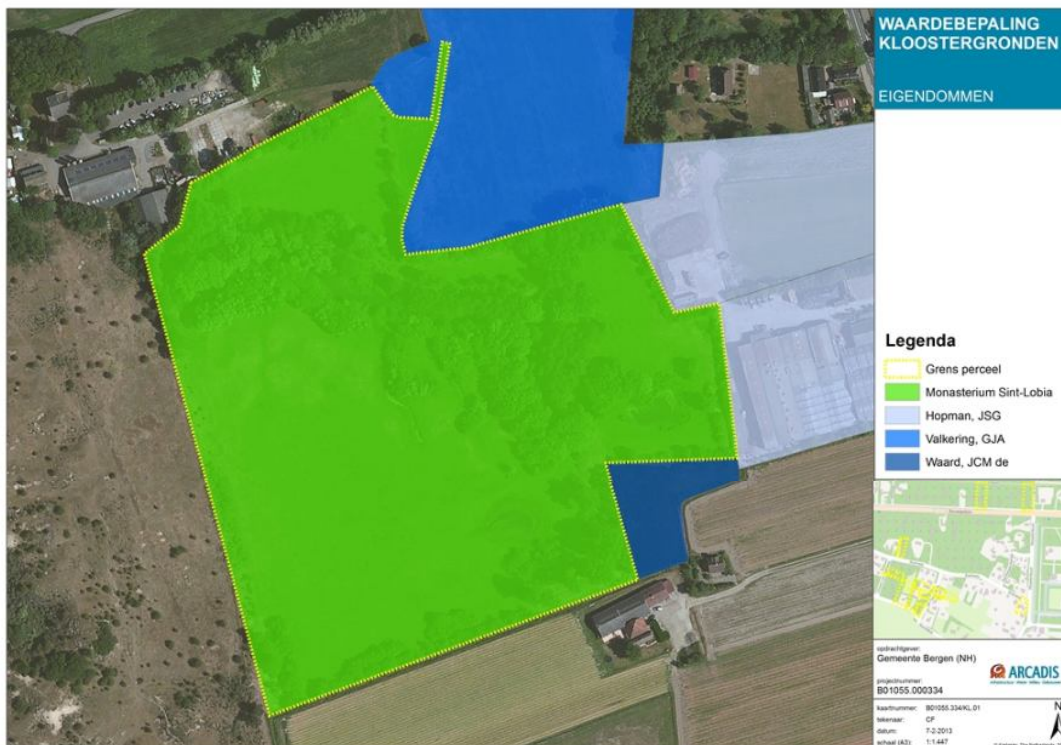 WAARDEBEPALING
KLOOSTERGRONDEN
EIGENDOMMEN
Legenda
Grens perceel
Monasterium Sint-Lobia
Hopman, JSG
Valkering, GJA
Waard, JCM de
opdrachtgever:
Gemeente Bergen (NH)
projectnummer:
B01055.000334
ARCADIS
kaartnummer: B01055.334/KL.01
tekenaar: CP
datum: 7-2-2013
schaal (A3): 1:1.447
N